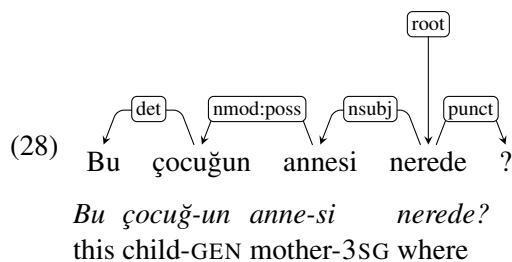 root
det nmod:poss nsubj punct
(28) Bu çocuğun annesi nerede ?
Bu çocuğ-un anne-si nerede?
this child-GEN mother-3SG where